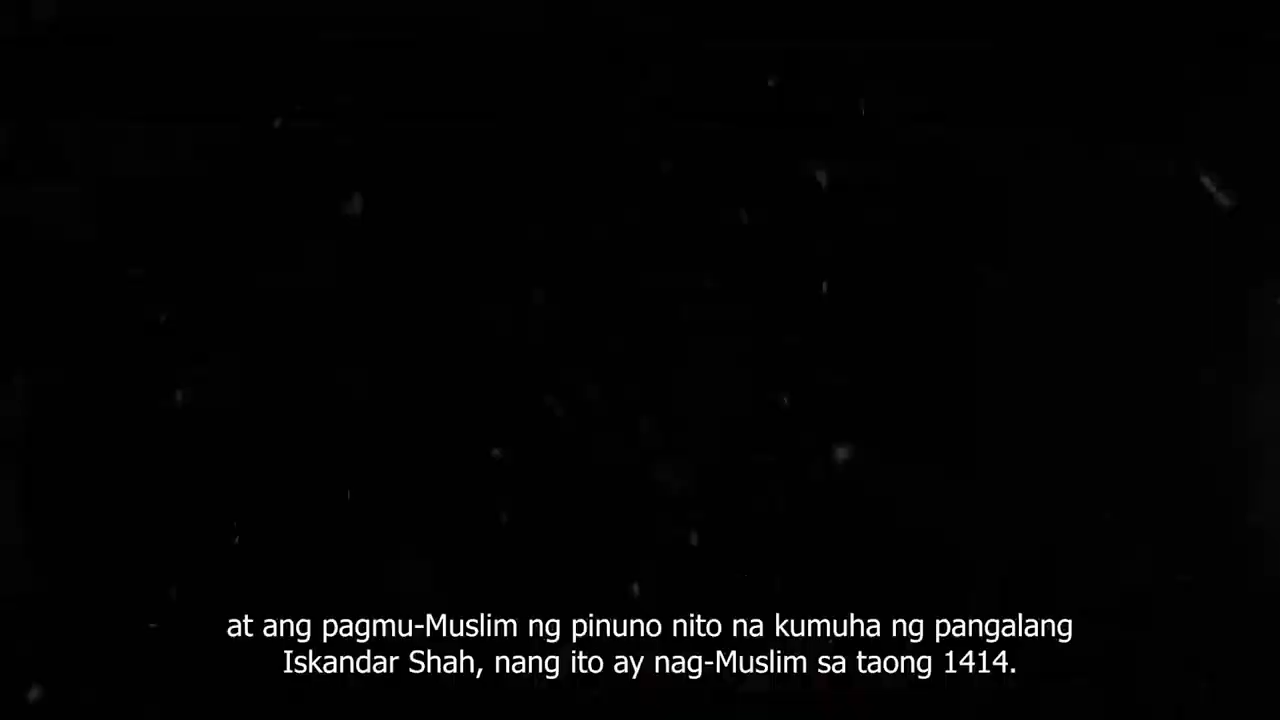 at ang pagmu-Muslim ng pinuno nito na kumuha ng pangalang
Iskandar Shah, nang ito ay nag-Muslim sa taong 1414.